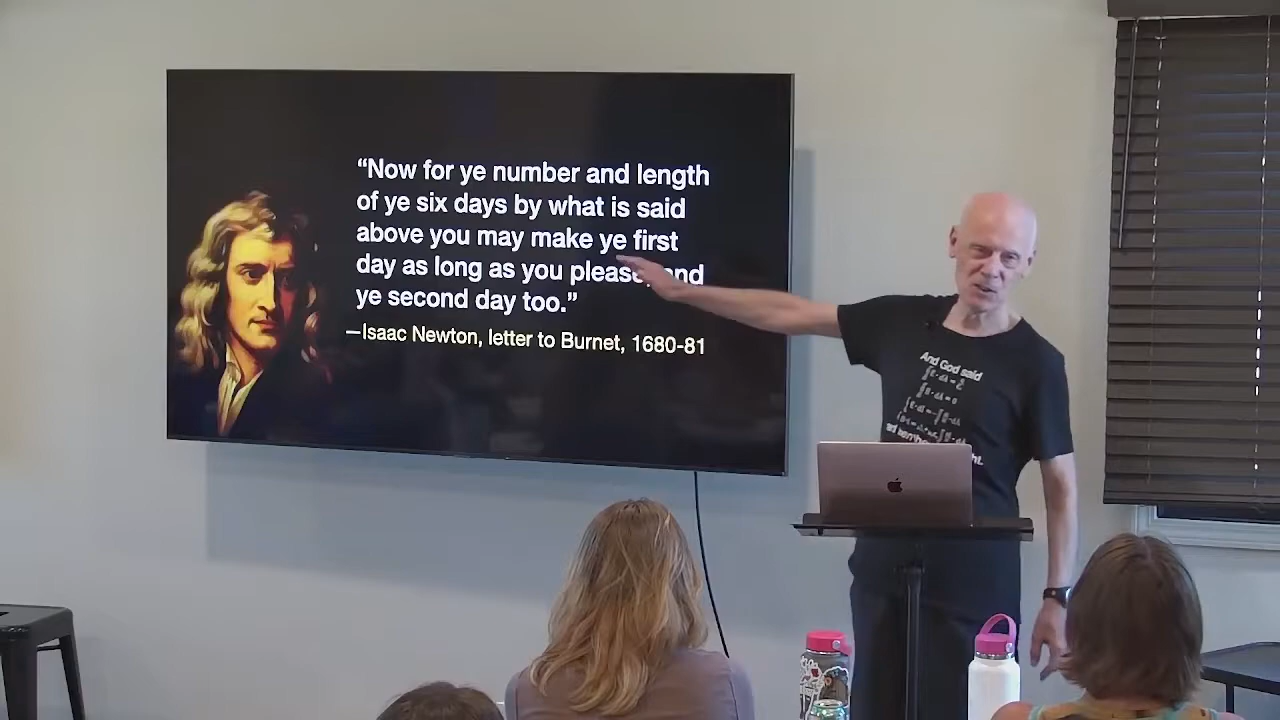 “Now for ye number and length
of ye six days by what is said
above you may make ye first
day as long as you please, and
ye second day too.”
—Isaac Newton, letter to Burnet, 1680-81
And God said